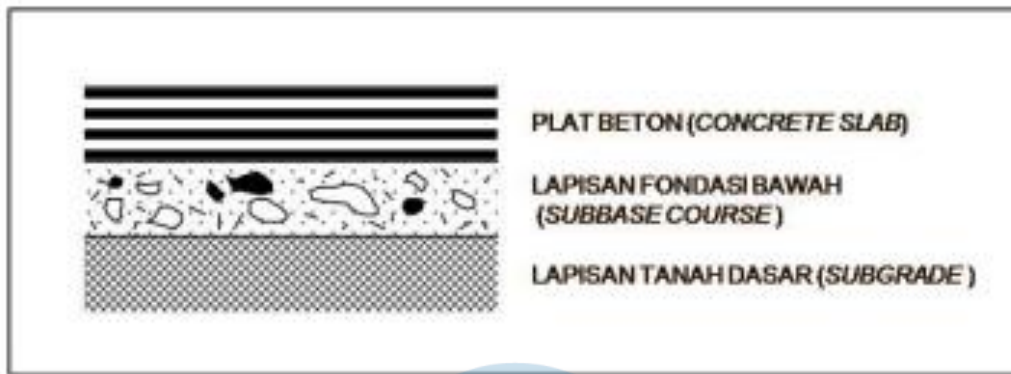 PLAT BETON (CONCRETE SLAB)
LAPISAN FONDASI BAWAH
(SUBBASE COURSE)
LAPISAN TANAH DASAR (SUBGRADE)